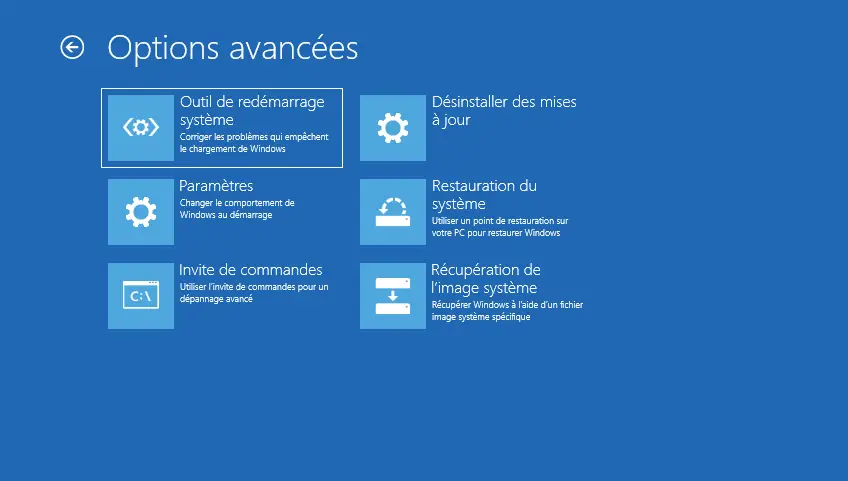 Options avancées
Outil de redémarrage
système
Corriger les problèmes qui empêchent
le chargement de Windows
Désinstaller des mises
à jour
Paramètres
Changer le comportement de
Windows au démarrage
Restauration du
système
Utiliser un point de restauration sur
votre PC pour restaurer Windows
C:\
Invite de commandes
Utiliser l'invite de commandes pour un
dépannage avancé
Récupération de
l'image système
Récupérer Windows à l'aide d'un fichier
image système spécifique